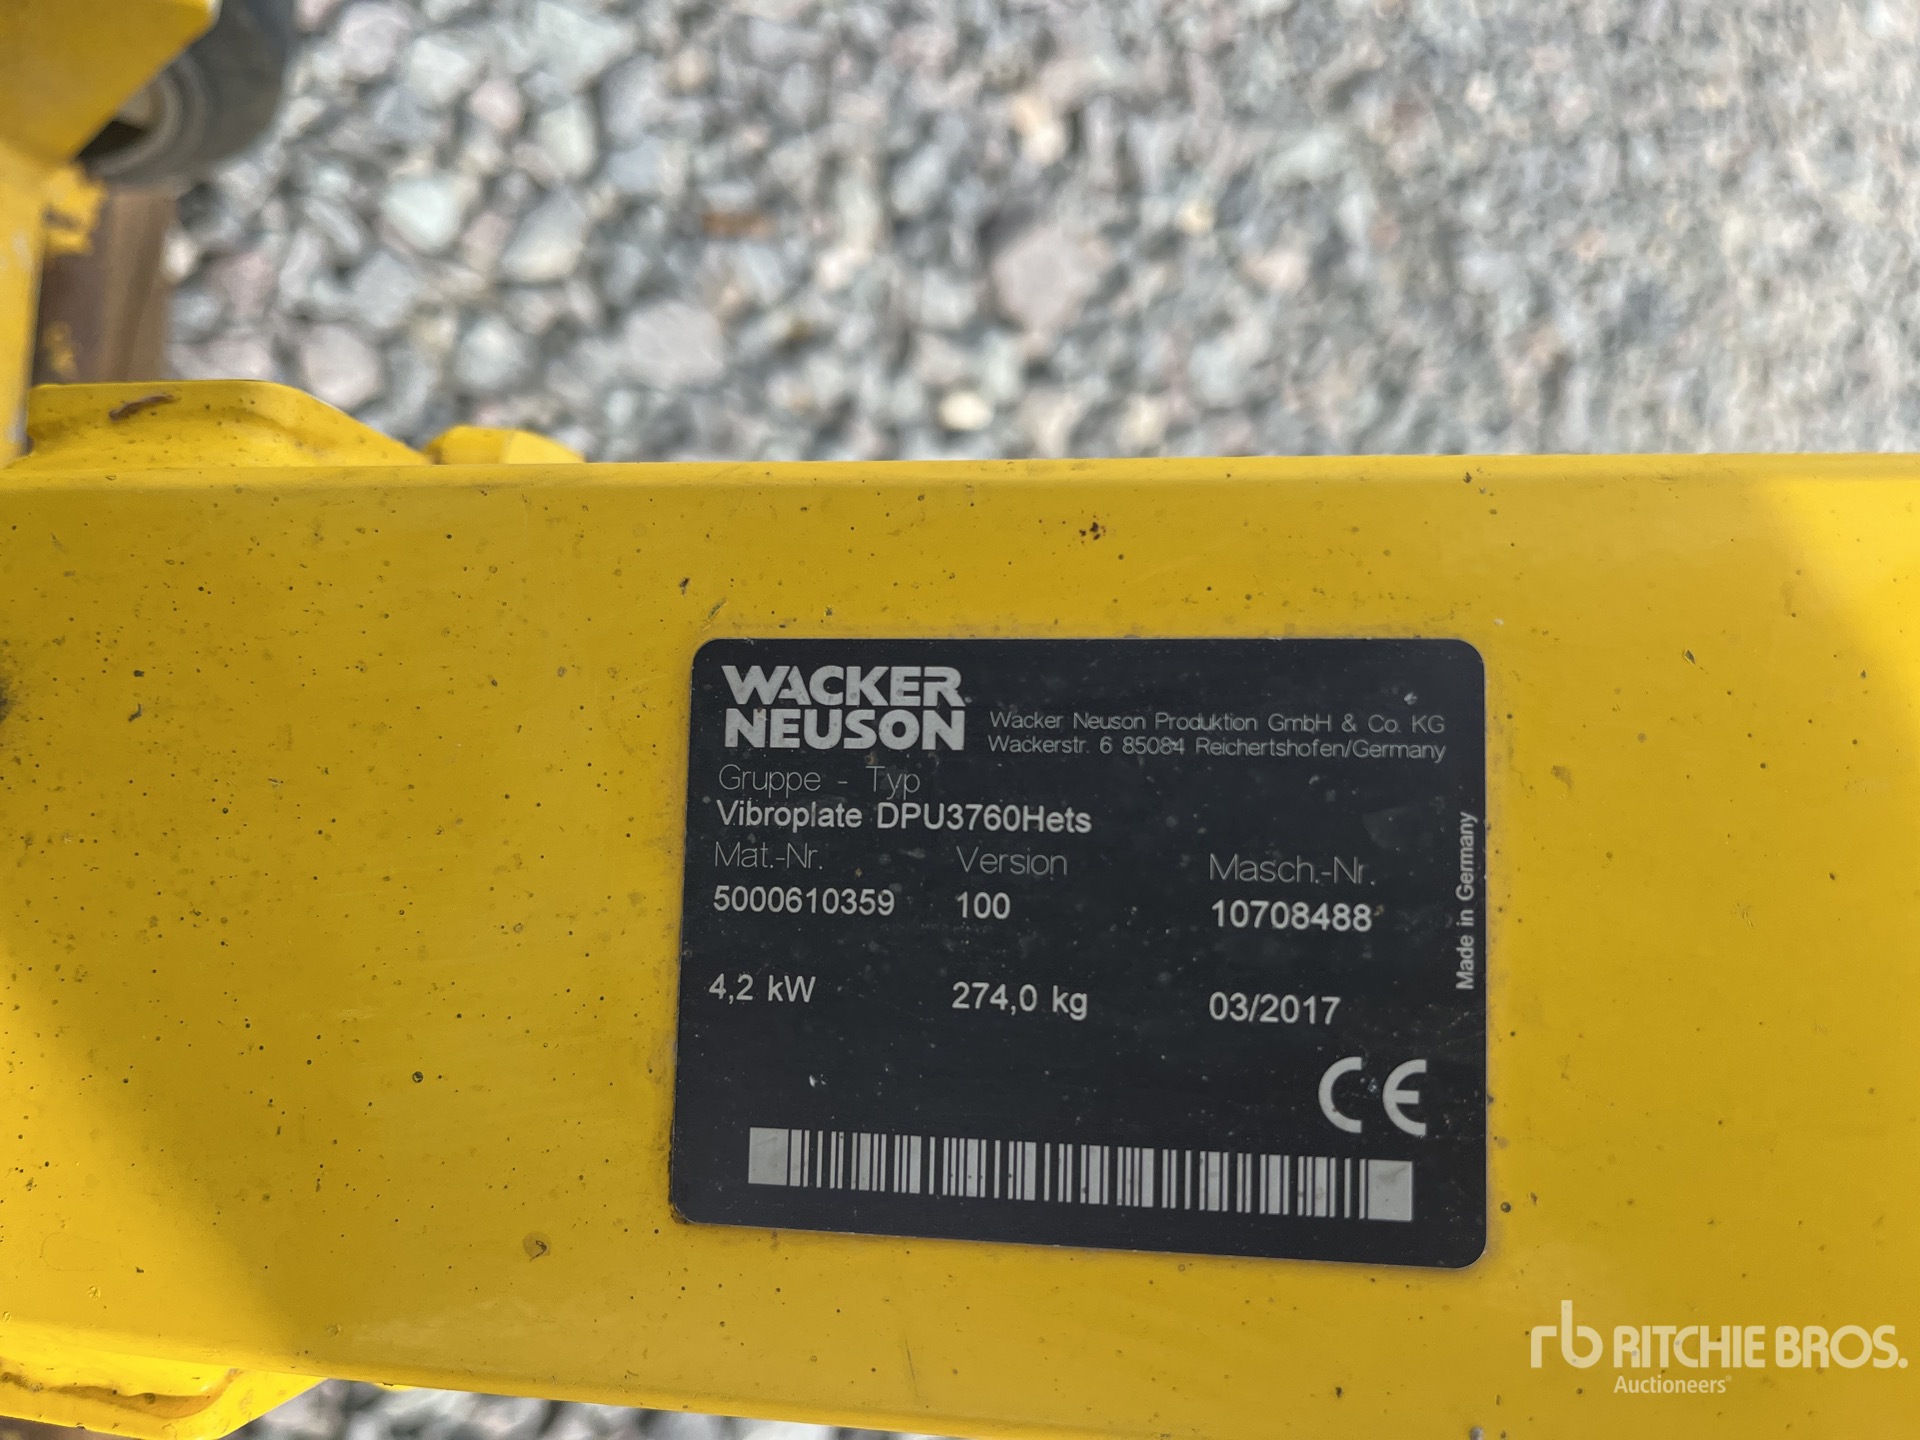 WACKER
NEUSON
Wacker Neuson Produktion GmbH & Co. KG
Wackerstr. 6 85084 Reichertshofen/Germany
Gruppe - Typ
Vibroplate DPU3760Hets
Mat.-Nr. Version Masch.-Nr.
5000610359 100 10708488
4,2 kW 274,0 kg 03/2017
Made in Germany
CE
rb RITCHIE BROS.
Auctioneers